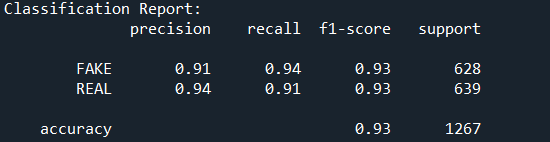 Classification Report:
precision recall f1-score support
FAKE 0.91 0.94 0.93 628
REAL 0.94 0.91 0.93 639
accuracy 0.93 1267